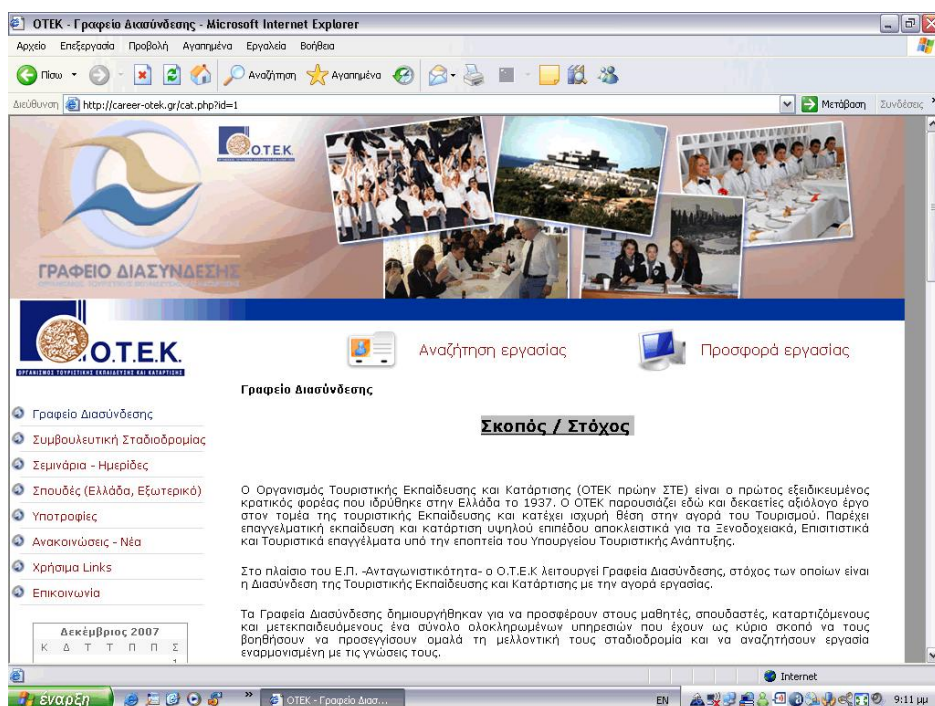 ΟΤΕΚ - Γραφείο Διασύνδεσης - Microsoft Internet Explorer
Αρχείο Επεξεργασία Προβολή Αγαπημένα Εργαλεία Βοήθεια
Πίσω Αναζήτηση Αγαπημένα
Διεύθυνση http://career-otek.gr/cat.php?id=1 Μετάβαση Συνδέσεις »
Ο.Τ.Ε.Κ.
ΓΡΑΦΕΙΟ ΔΙΑΣΥΝΔΕΣΗΣ
Ο.Τ.Ε.Κ.
ΟΡΓΑΝΙΣΜΟΣ ΤΟΥΡΙΣΤΙΚΗΣ ΕΚΠΑΙΔΕΥΣΗΣ ΚΑΙ ΚΑΤΑΡΤΙΣΗΣ
Αναζήτηση εργασίας Προσφορά εργασίας
Γραφείο Διασύνδεσης
Συμβουλευτική Σταδιοδρομίας
Σεμινάρια - Ημερίδες
Σπουδές (Ελλάδα, Εξωτερικό)
Υποτροφίες
Ανακοινώσεις - Νέα
Χρήσιμα Links
Επικοινωνία
Δεκέμβριος 2007
Κ Δ Τ Τ Π Π Σ
1
Γραφείο Διασύνδεσης
Σκοπός / Στόχος
Ο Οργανισμός Τουριστικής Εκπαίδευσης και Κατάρτισης (ΟΤΕΚ πρώην ΣΤΕ) είναι ο πρώτος εξειδικευμένος
κρατικός φορέας που ιδρύθηκε στην Ελλάδα το 1937. Ο ΟΤΕΚ παρουσιάζει εδώ και δεκαετίες αξιόλογο έργο
στον τομέα της τουριστικής Εκπαίδευσης και κατέχει ισχυρή θέση στην αγορά του Τουρισμού. Παρέχει
επαγγελματική εκπαίδευση και κατάρτιση υψηλού επιπέδου αποκλειστικά για τα Ξενοδοχειακά, Επισιτιστικά
και Τουριστικά επαγγέλματα υπό την εποπτεία του Υπουργείου Τουριστικής Ανάπτυξης.
Στο πλαίσιο του Ε.Π. -Ανταγωνιστικότητα- ο Ο.Τ.Ε.Κ λειτουργεί Γραφεία Διασύνδεσης, στόχος των οποίων είναι
η Διασύνδεση της Τουριστικής Εκπαίδευσης και Κατάρτισης με την αγορά εργασίας.
Τα Γραφεία Διασύνδεσης δημιουργήθηκαν για να προσφέρουν στους μαθητές, σπουδαστές, καταρτιζόμενους
και μετεκπαιδευόμενους ένα σύνολο ολοκληρωμένων υπηρεσιών που έχουν ως κύριο σκοπό να τους
βοηθήσουν να προσεγγίσουν ομαλά τη μελλοντική τους σταδιοδρομία και να αναζητήσουν εργασία
εναρμονισμένη με τις γνώσεις τους.
Internet
έναρξη » ΟΤΕΚ - Γραφείο Διασ... EN 9:11 μμ